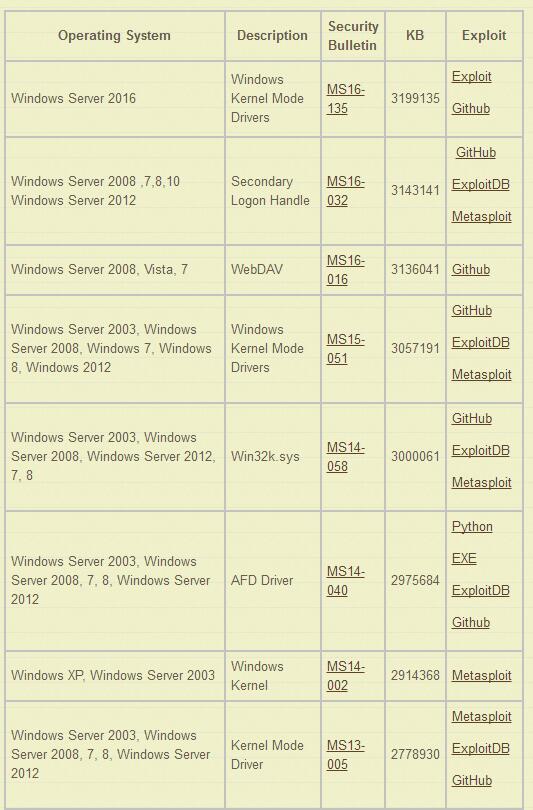 Operating System
Description
Security
Bulletin
KB
Exploit
Windows Server 2016
Windows
Kernel Mode
Drivers
MS16-
135
3199135
Exploit
Github
Windows Server 2008 ,7,8,10
Windows Server 2012
Secondary
Logon Handle
MS16-
032
3143141
GitHub
ExploitDB
Metasploit
Windows Server 2008, Vista, 7
WebDAV
MS16-
016
3136041
Github
Windows Server 2003, Windows
Server 2008, Windows 7, Windows
8, Windows 2012
Windows
Kernel Mode
Drivers
MS15-
051
3057191
GitHub
ExploitDB
Metasploit
Windows Server 2003, Windows
Server 2008, Windows Server 2012,
7, 8
Win32k.sys
MS14-
058
3000061
GitHub
ExploitDB
Metasploit
Windows Server 2003, Windows
Server 2008, 7, 8, Windows Server
2012
AFD Driver
MS14-
040
2975684
Python
EXE
ExploitDB
Github
Windows XP, Windows Server 2003
Windows
Kernel
MS14-
002
2914368
Metasploit
Windows Server 2003, Windows
Server 2008, 7, 8, Windows Server
2012
Kernel Mode
Driver
MS13-
005
2778930
Metasploit
ExploitDB
GitHub